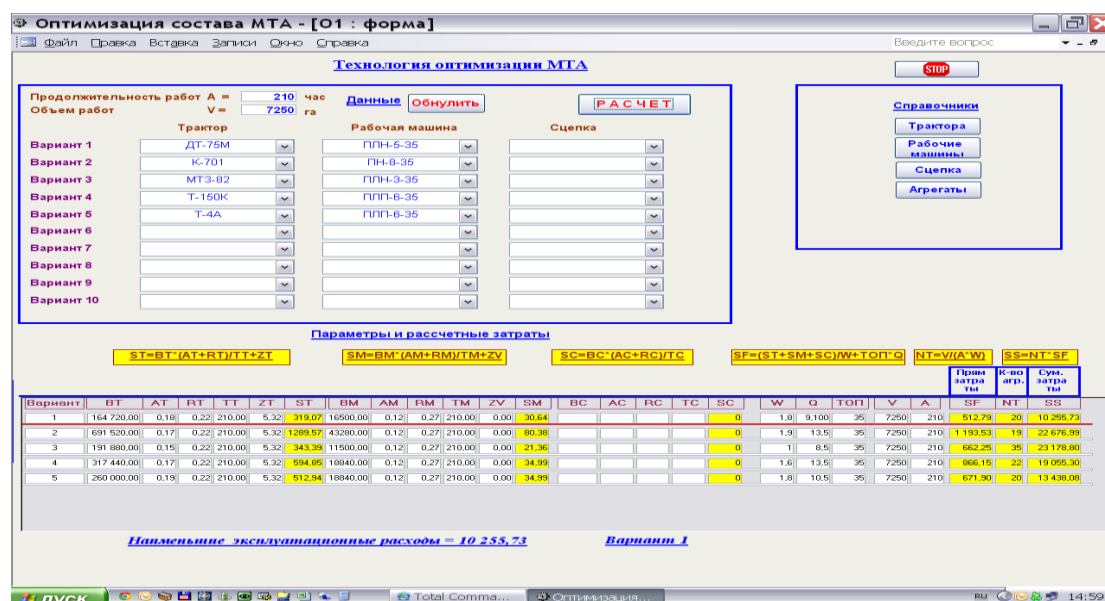 Оптимизация состава МТА - [О1 : форма]
Файл Правка Вставка Записи Окно Справка Введите вопрос
Технология оптимизации МТА
STOP
Продолжительность работ А = 210 час
Объем работ V = 7250 га
Данные Обнулить РАСЧЕТ
Справочники
Трактора
Рабочие машины
Сцепка
Агрегаты
Трактор Рабочая машина Сцепка
Вариант 1 ДТ-75М ПЛН-5-35
Вариант 2 К-701 ПН-8-35
Вариант 3 МТЗ-82 ПЛН-3-35
Вариант 4 Т-150К ПЛП-6-35
Вариант 5 Т-4А ПЛП-6-35
Вариант 6
Вариант 7
Вариант 8
Вариант 9
Вариант 10
Параметры и рассчетные затраты
ST=BT*(AT+RT)/TT+ZT SM=BM*(AM+RM)/TM+ZV SC=BC*(AC+RC)/TC SF=(ST+SM+SC)/W+ТОП*Q NT=V/(A*W) SS=NT*SF
Прям затра ты К-во агр. Сум. затра ты
Вариант BT AT RT TT ZT ST BM AM RM TM ZV SM BC AC RC TC SC W Q ТОП V A SF NT SS
1 164 720,00 0,18 0,22 210,00 5,32 319,07 16500,00 0,12 0,27 210,00 0,00 30,64 0 1,8 9,100 35 7250 210 512,79 20 10 255,73
2 691 520,00 0,17 0,22 210,00 5,32 1289,57 43280,00 0,12 0,27 210,00 0,00 80,38 0 1,9 13,5 35 7250 210 1 193,53 19 22 676,99
3 191 880,00 0,15 0,22 210,00 5,32 343,39 11500,00 0,12 0,27 210,00 0,00 21,36 0 1 8,5 35 7250 210 662,25 35 23 178,80
4 317 440,00 0,17 0,22 210,00 5,32 594,85 18840,00 0,12 0,27 210,00 0,00 34,99 0 1,6 13,5 35 7250 210 866,15 22 19 055,30
5 260 000,00 0,19 0,22 210,00 5,32 512,94 18840,00 0,12 0,27 210,00 0,00 34,99 0 1,8 10,5 35 7250 210 671,90 20 13 438,08
Наименьшие эксплуатационные расходы = 10 255,73 Вариант 1
пуск Total Comma... Оптимизация... RU 14:59